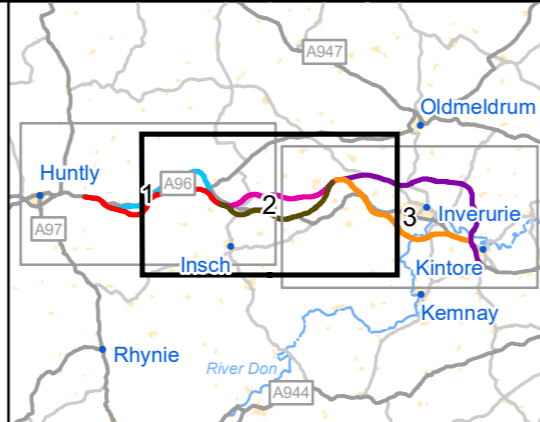 A947
Oldmeldrum
Huntly
1
A96
2
3
Inverurie
A97
Insch
Kintore
Kemnay
Rhynie
River Don
A944